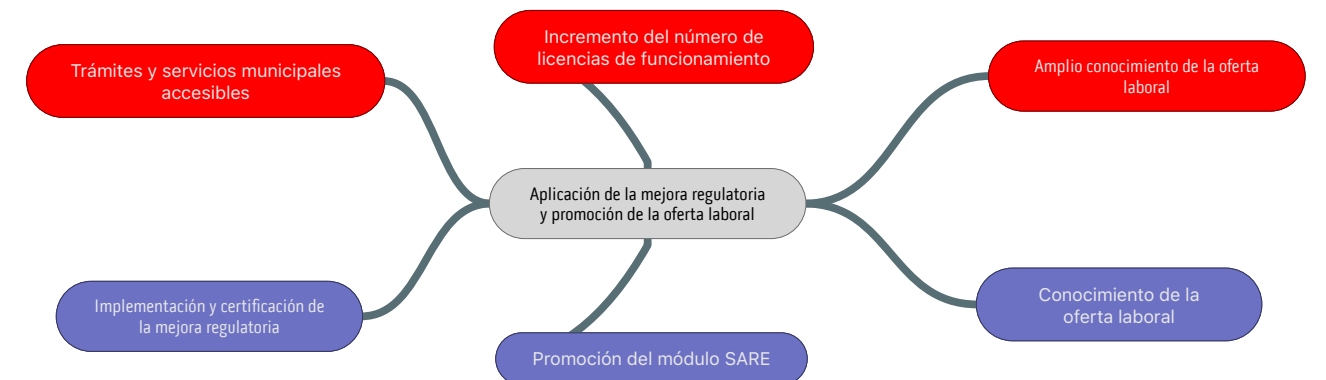 Trámites y servicios municipales
accesibles
Incremento del número de
licencias de funcionamiento
Amplio conocimiento de la oferta
laboral
Aplicación de la mejora regulatoria
y promoción de la oferta laboral
Implementación y certificación de
la mejora regulatoria
Promoción del módulo SARE
Conocimiento de la
oferta laboral